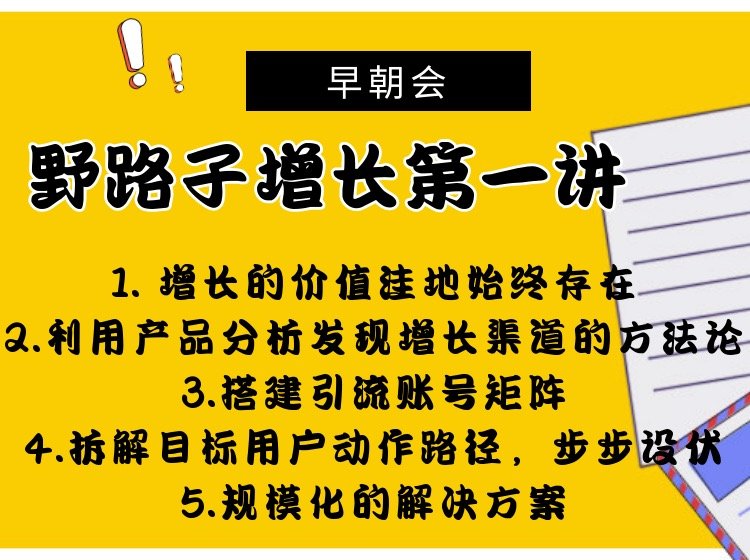 早朝会
野路子增长第一讲
1. 增长的价值洼地始终存在
2.利用产品分析发现增长渠道的方法论
3.搭建引流账号矩阵
4.拆解目标用户动作路径，步步设伏
5.规模化的解决方案